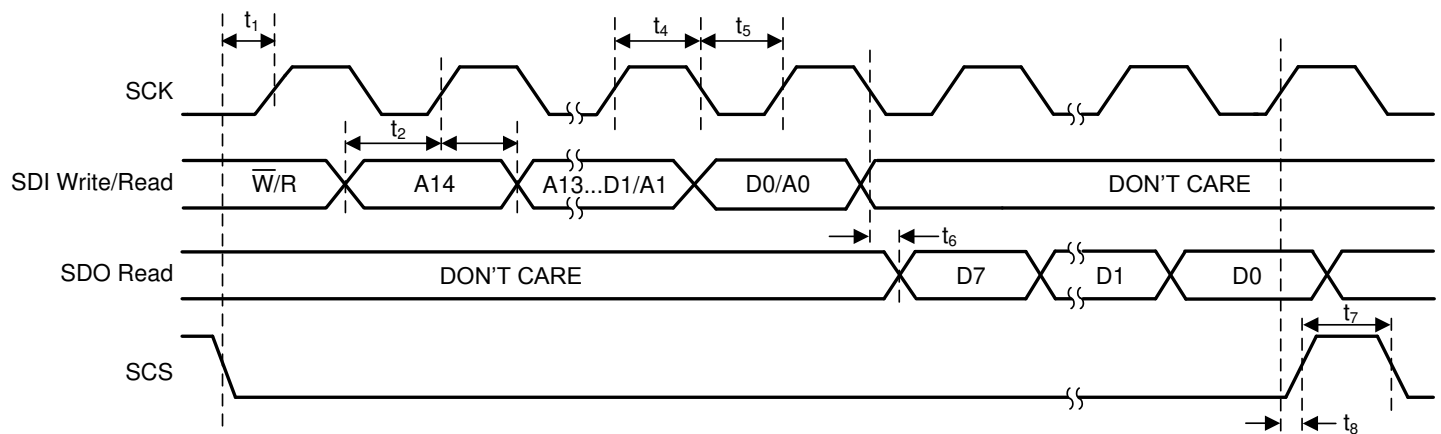 t1 t4 t5
SCK
t2
SDI Write/Read W̅/R A14 A13...D1/A1 D0/A0 DON'T CARE
t6
SDO Read DON'T CARE D7 D1 D0
t7
SCS
t8